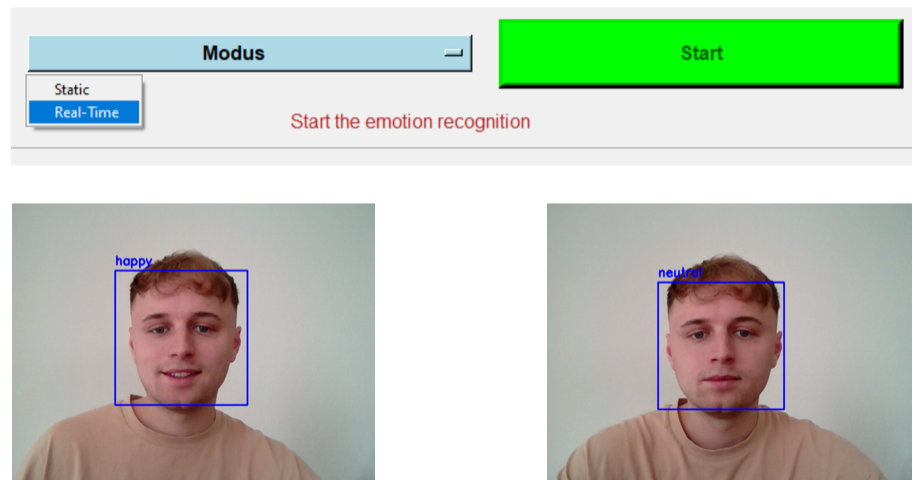 Modus
Start
Static
Real-Time
Start the emotion recognition
happy
neutral